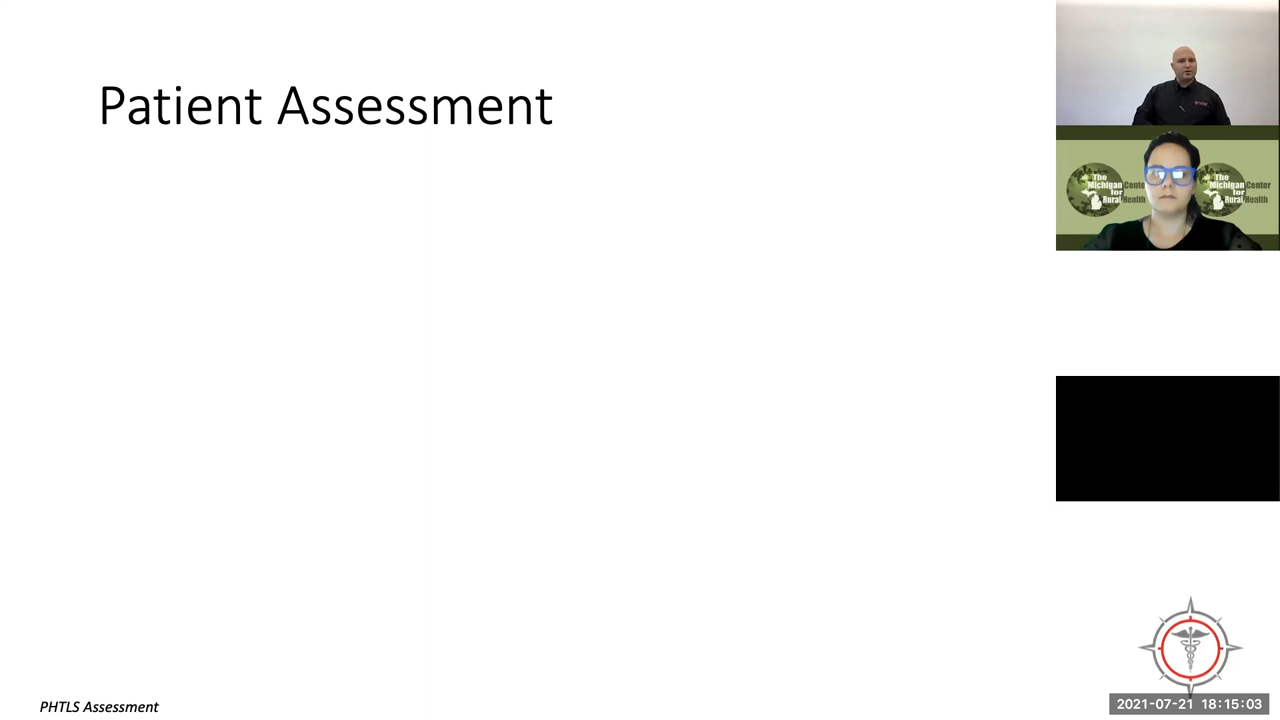 Patient Assessment
The
Michigan Center
for
Rural Health
The
Michigan Center
for
Rural Health
PHTLS Assessment
2021-07-21 18:15:03